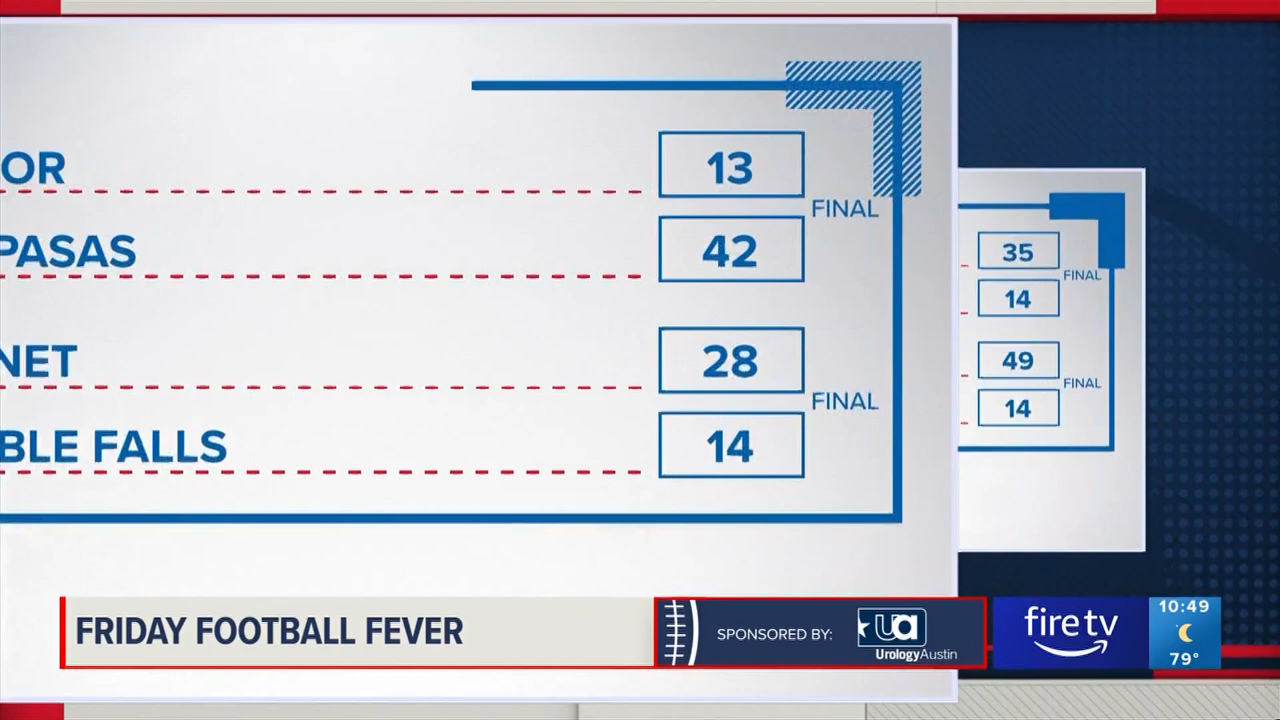 OR 13
FINAL
PASAS 42
NET 28
FINAL
BLE FALLS 14
35
FINAL
14
49
FINAL
14
FRIDAY FOOTBALL FEVER
SPONSORED BY:
ua
UrologyAustin
fire tv
10:49
79°